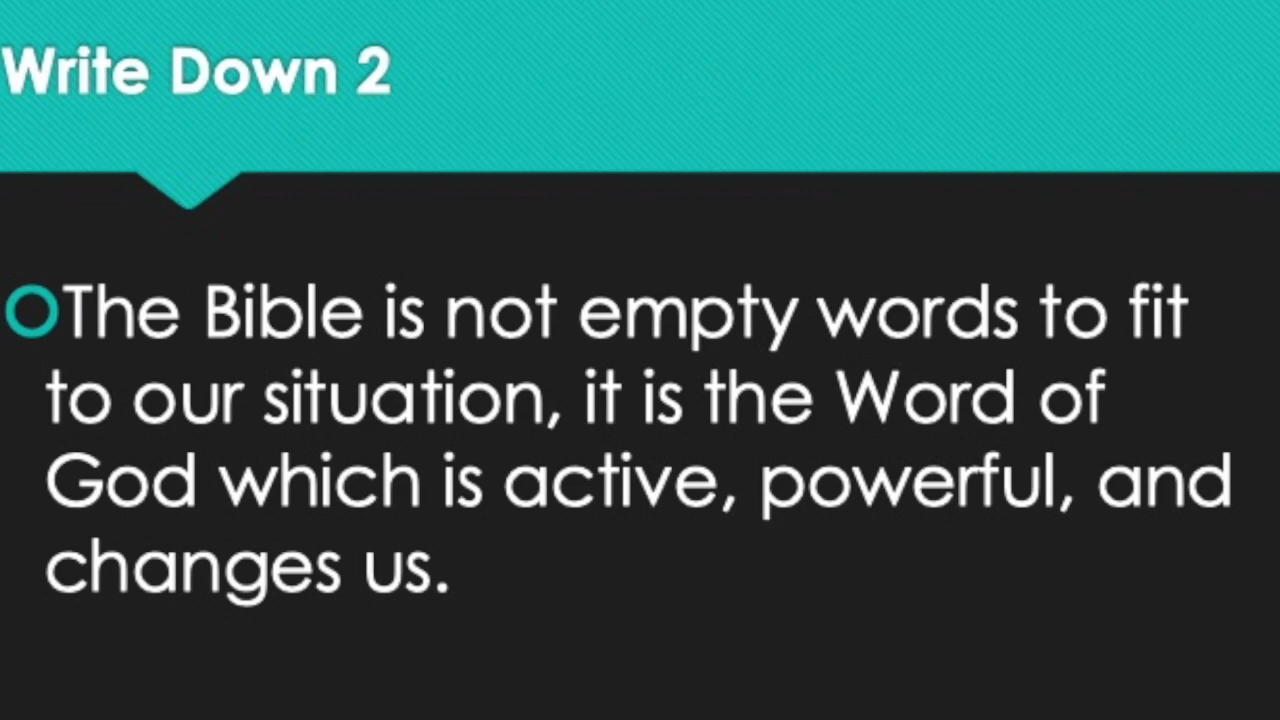 Write Down 2
The Bible is not empty words to fit
to our situation, it is the Word of
God which is active, powerful, and
changes us.